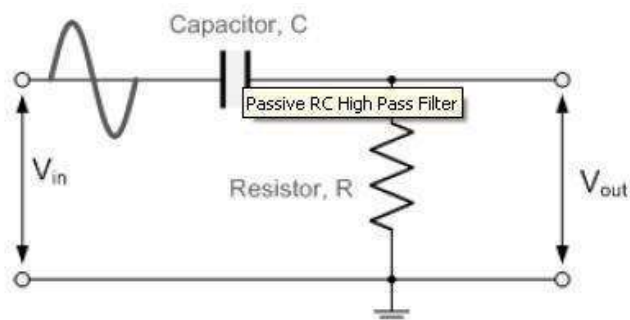 Capacitor, C
Passive RC High Pass Filter
Vin
Resistor, R
Vout